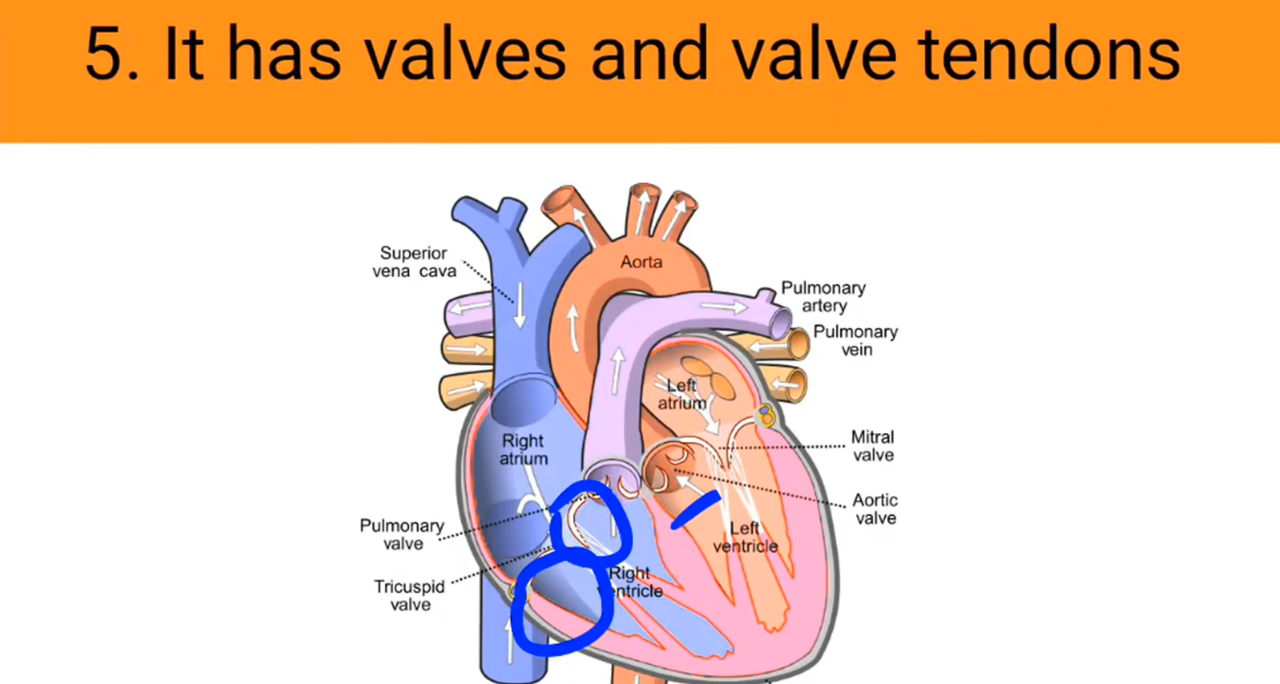 5. It has valves and valve tendons
Superior
vena cava
Aorta
Pulmonary
artery
Pulmonary
vein
Left
atrium
Right
atrium
Mitral
valve
Aortic
valve
Pulmonary
valve
Left
ventricle
Tricuspid
valve
Right
ventricle